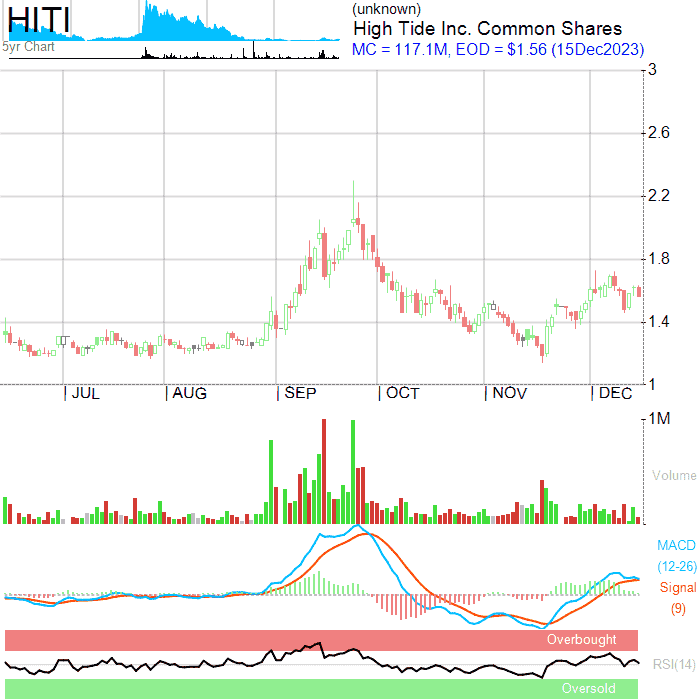 HITI
5yr Chart
(unknown)
High Tide Inc. Common Shares
MC = 117.1M, EOD = $1.56 (15Dec2023)
3
2.6
2.2
1.8
1.4
1
JUL AUG SEP OCT NOV DEC
1M
Volume
MACD
(12-26)
Signal
(9)
Overbought
RSI(14)
Oversold